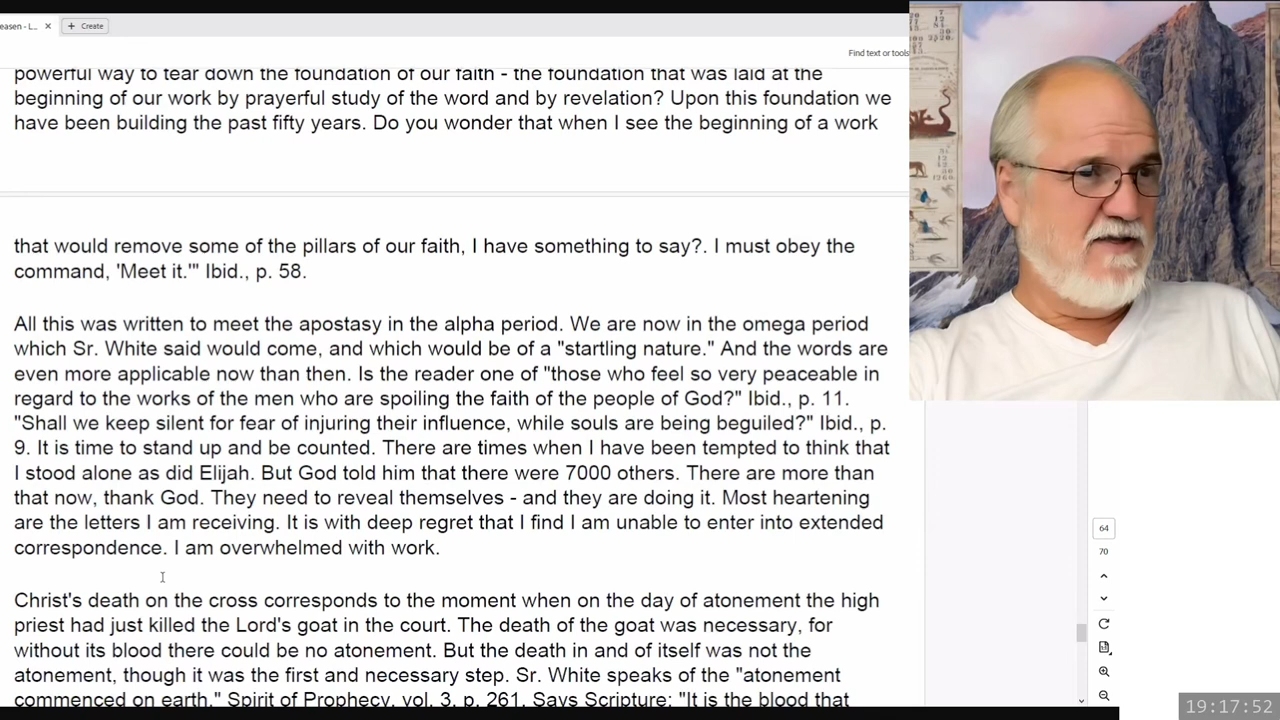 easen - L...
Create
Find text or tools
powerful way to tear down the foundation of our faith - the foundation that was laid at the
beginning of our work by prayerful study of the word and by revelation? Upon this foundation we
have been building the past fifty years. Do you wonder that when I see the beginning of a work
that would remove some of the pillars of our faith, I have something to say?. I must obey the
command, 'Meet it.'" Ibid., p. 58.
All this was written to meet the apostasy in the alpha period. We are now in the omega period
which Sr. White said would come, and which would be of a "startling nature." And the words are
even more applicable now than then. Is the reader one of "those who feel so very peaceable in
regard to the works of the men who are spoiling the faith of the people of God?" Ibid., p. 11.
"Shall we keep silent for fear of injuring their influence, while souls are being beguiled?" Ibid., p.
9. It is time to stand up and be counted. There are times when I have been tempted to think that
I stood alone as did Elijah. But God told him that there were 7000 others. There are more than
that now, thank God. They need to reveal themselves - and they are doing it. Most heartening
are the letters I am receiving. It is with deep regret that I find I am unable to enter into extended
correspondence. I am overwhelmed with work.
Christ's death on the cross corresponds to the moment when on the day of atonement the high
priest had just killed the Lord's goat in the court. The death of the goat was necessary, for
without its blood there could be no atonement. But the death in and of itself was not the
atonement, though it was the first and necessary step. Sr. White speaks of the "atonement
commenced on earth." Spirit of Prophecy, vol. 3, p. 261. Says Scripture: "It is the blood that
64
70
19:17:52